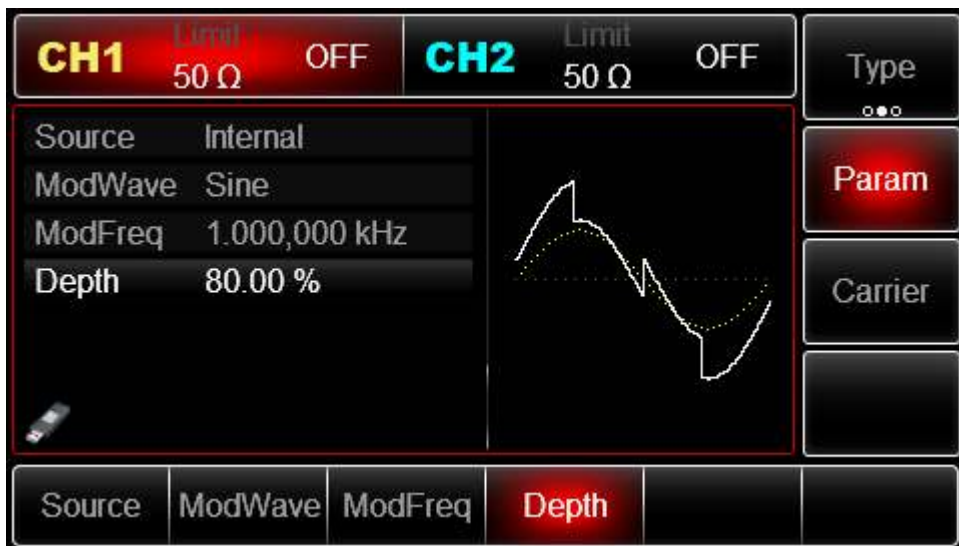 CH1 Limit 50 Ω OFF
CH2 Limit 50 Ω OFF
Type
Source Internal
ModWave Sine
ModFreq 1.000,000 kHz
Depth 80.00 %
Param
Carrier
Source ModWave ModFreq Depth